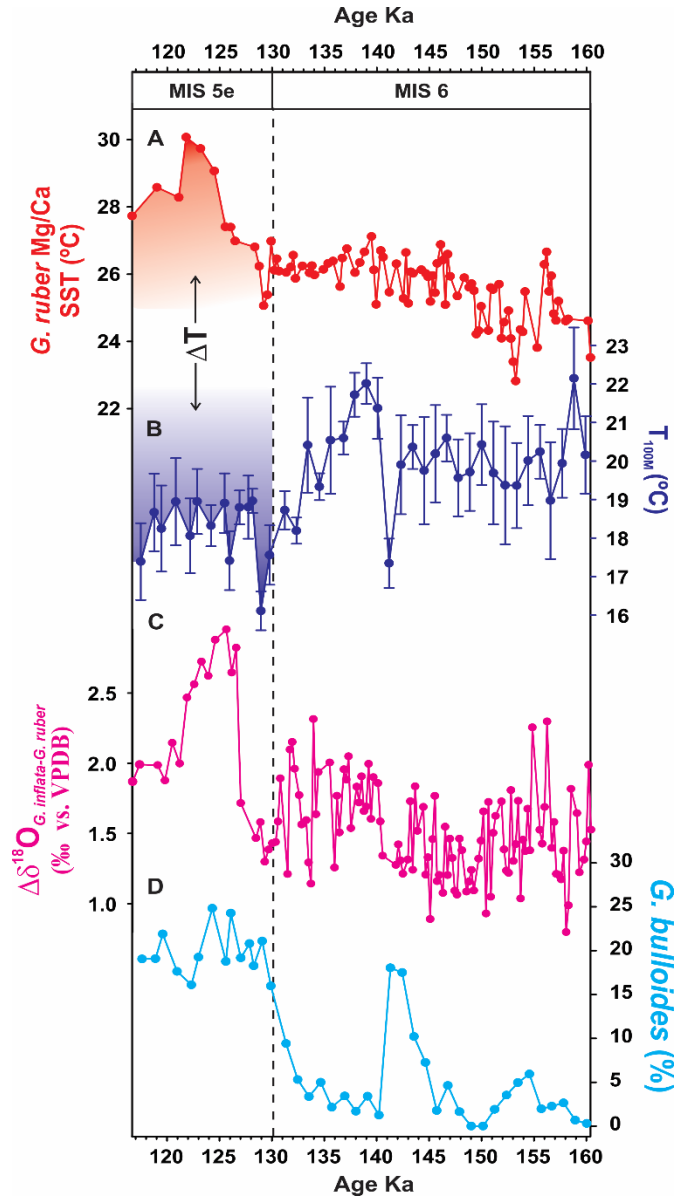 Age Ka
120 125 130 135 140 145 150 155 160
MIS 5e MIS 6
A
30
28
26
24
22
G. ruber Mg/Ca
SST (ºC)
ΔT
B
23
22
21
20
19
18
17
16
T100M (ºC)
C
2.5
2.0
1.5
1.0
Δδ18O G. inflata-G. ruber
(‰ vs. VPDB)
D
30
25
20
15
10
5
0
G. bulloides (%)
120 125 130 135 140 145 150 155 160
Age Ka